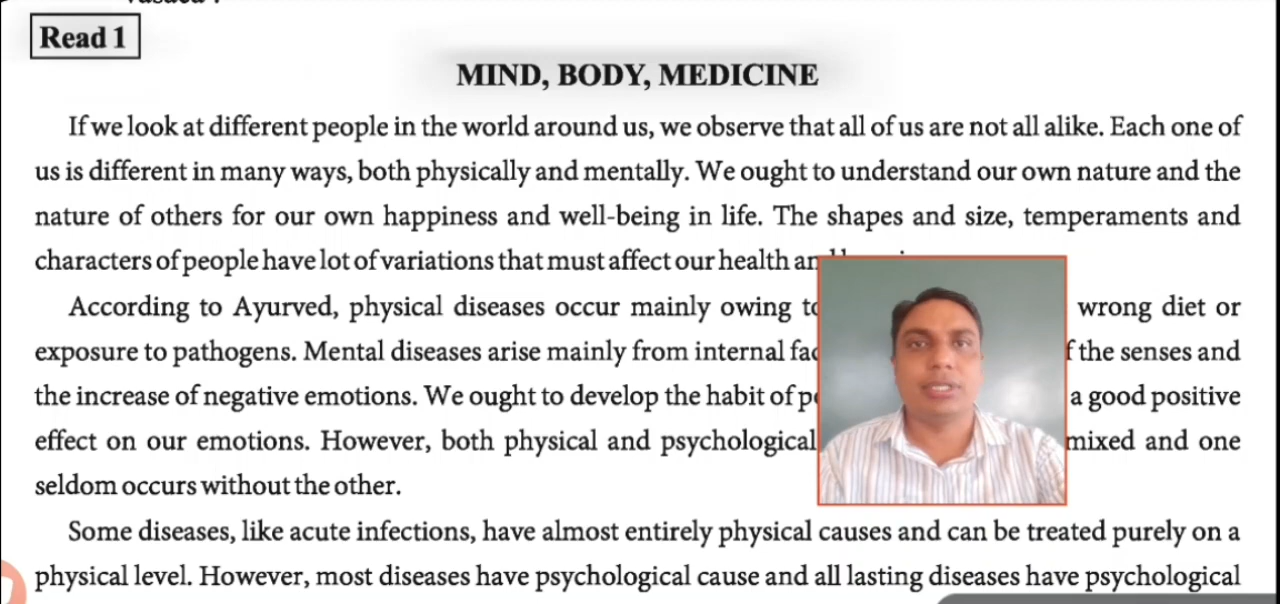 Read 1
MIND, BODY, MEDICINE
If we look at different people in the world around us, we observe that all of us are not all alike. Each one of
us is different in many ways, both physically and mentally. We ought to understand our own nature and the
nature of others for our own happiness and well-being in life. The shapes and size, temperaments and
characters of people have lot of variations that must affect our health
According to Ayurved, physical diseases occur mainly owing wrong diet or
exposure to pathogens. Mental diseases arise mainly from internal the senses and
the increase of negative emotions. We ought to develop the habit of a good positive
effect on our emotions. However, both physical and psychological mixed and one
seldom occurs without the other.
Some diseases, like acute infections, have almost entirely physical causes and can be treated purely on a
physical level. However, most diseases have psychological cause and all lasting diseases have psychological